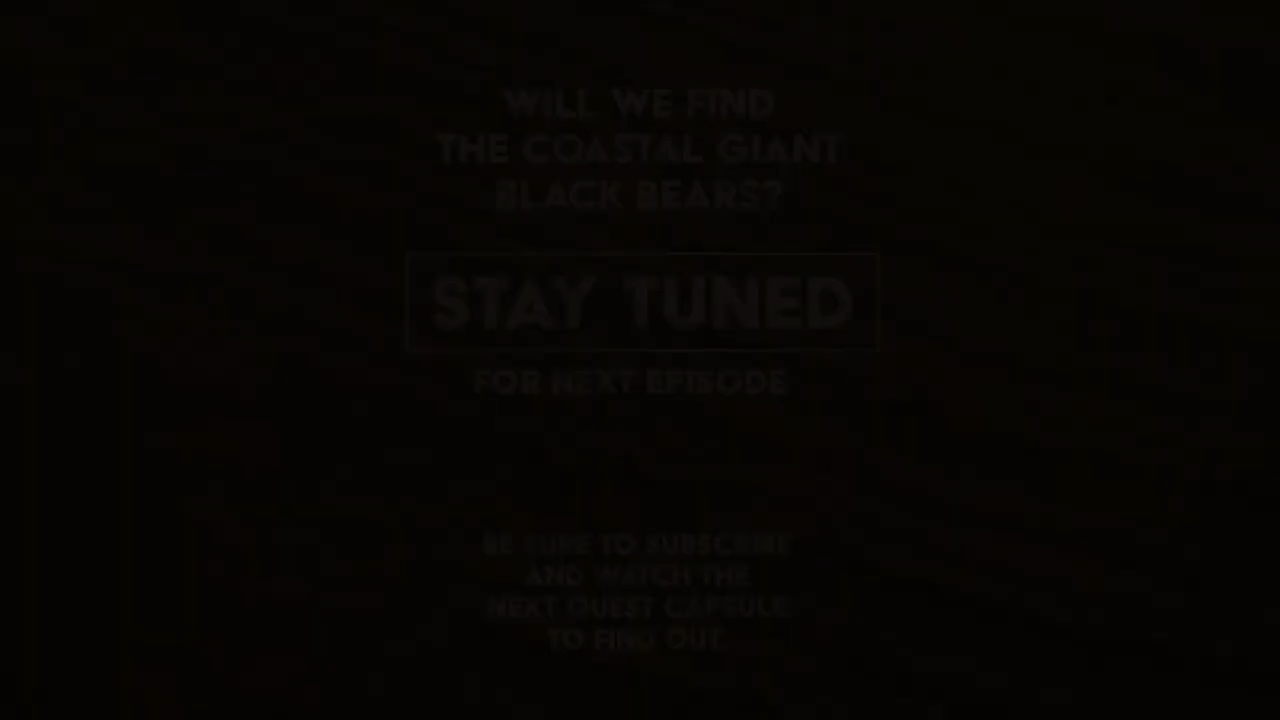 WILL WE FIND
THE COASTAL GIANT
BLACK BEARS?
STAY TUNED
FOR NEXT EPISODE
BE SURE TO SUBSCRIBE
AND WATCH THE
NEXT QUEST CAPSULE
TO FIND OUT